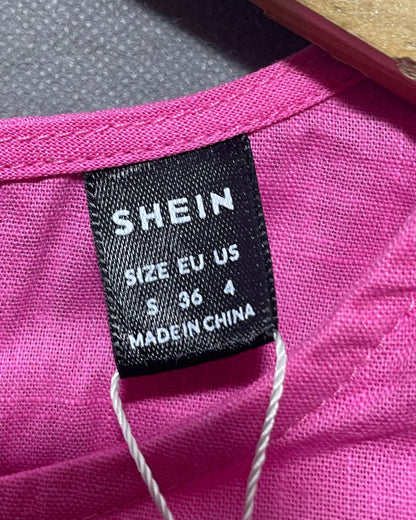 SHEIN
SIZE EU US
S 36 4
MADE IN CHINA